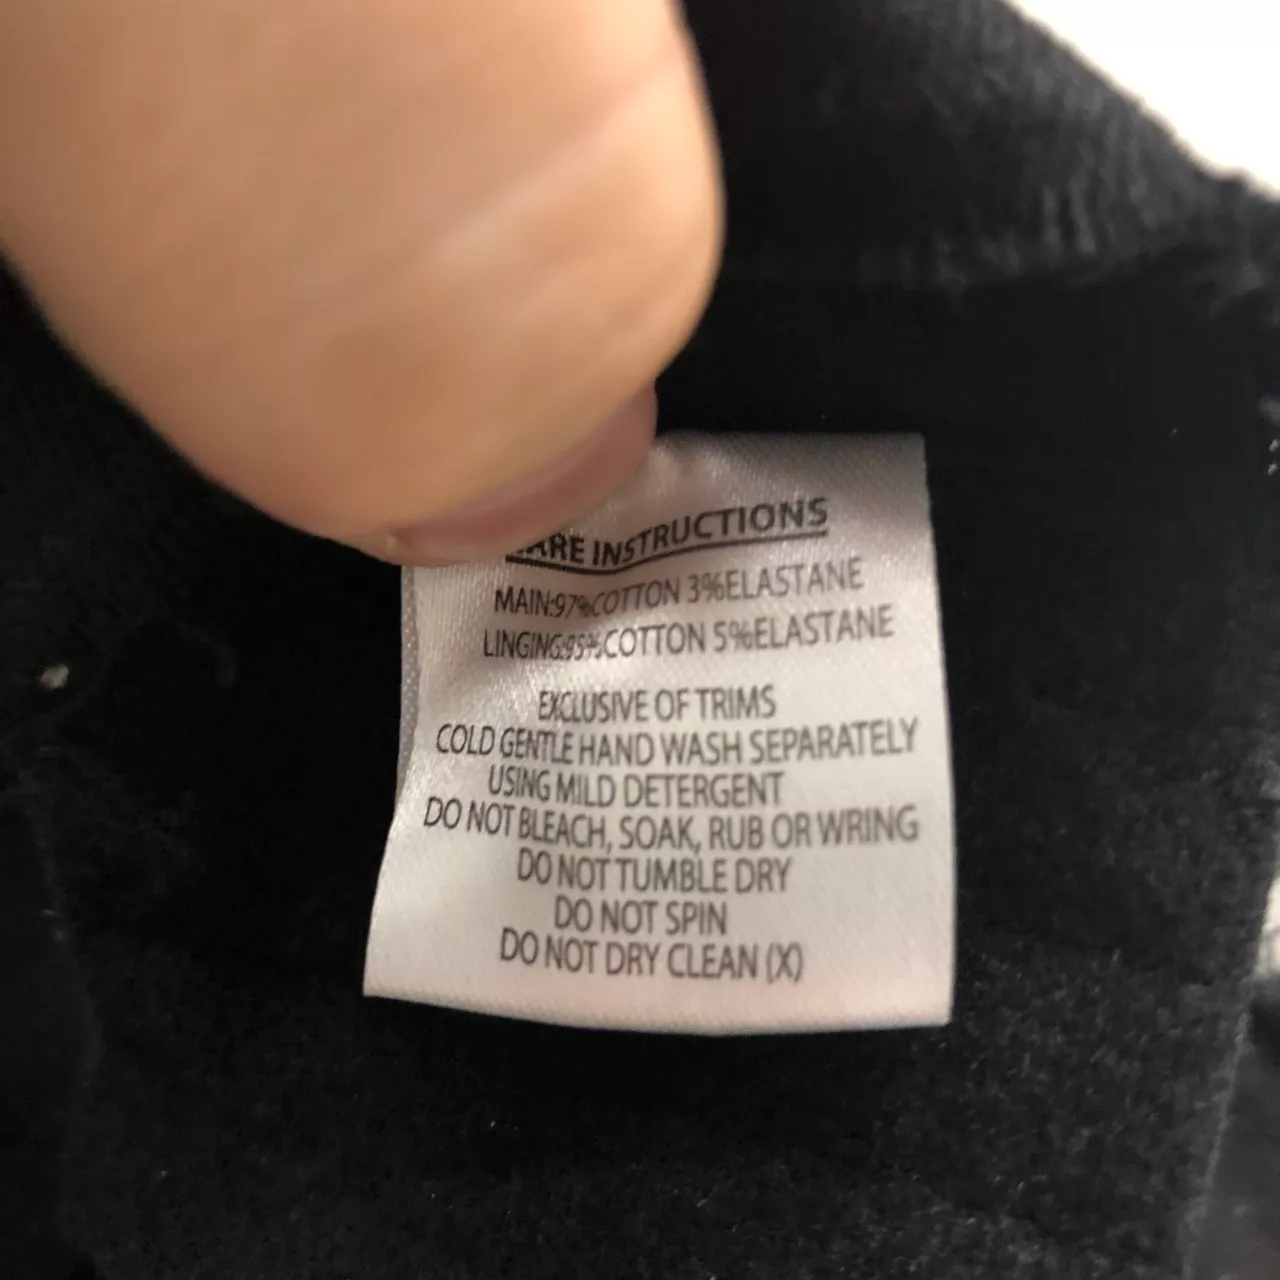 CARE INSTRUCTIONS
MAIN:97%COTTON 3%ELASTANE
LINGING:95%COTTON 5%ELASTANE
EXCLUSIVE OF TRIMS
COLD GENTLE HAND WASH SEPARATELY
USING MILD DETERGENT
DO NOT BLEACH, SOAK, RUB OR WRING
DO NOT TUMBLE DRY
DO NOT SPIN
DO NOT DRY CLEAN (X)